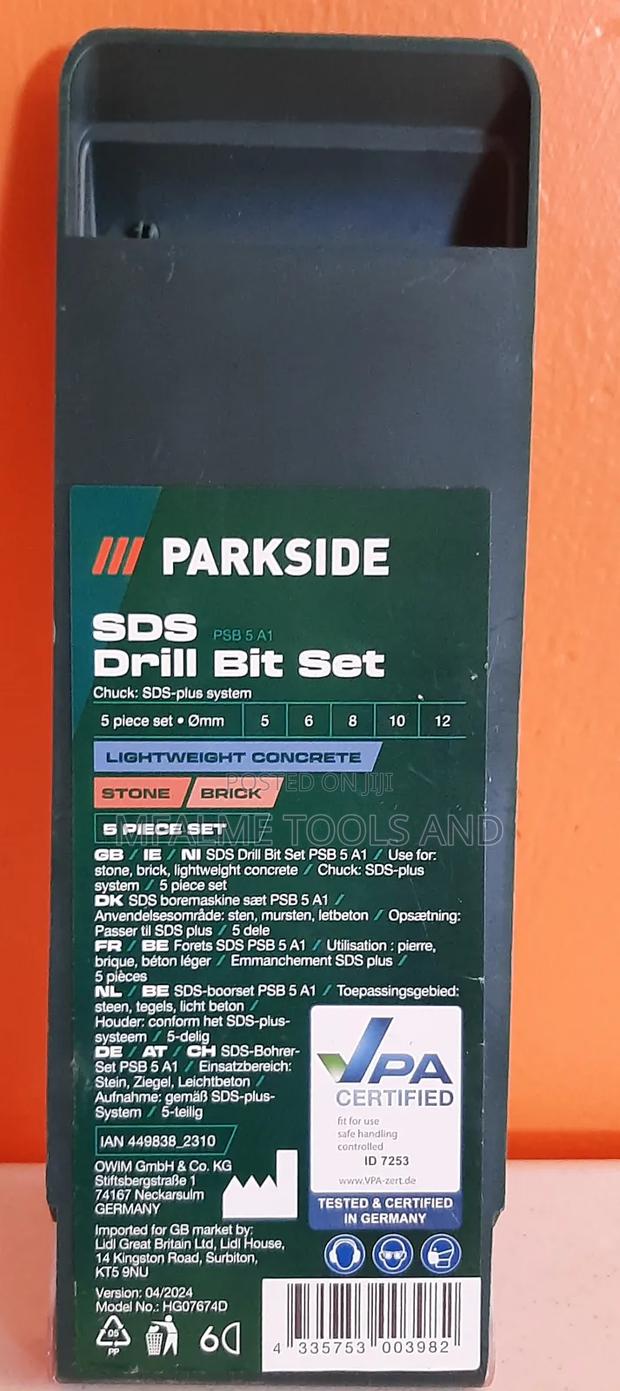 PARKSIDE
SDS PSB 5 A1
Drill Bit Set
Chuck: SDS-plus system
5 piece set • Ømm 5 6 8 10 12
LIGHTWEIGHT CONCRETE
STONE / BRICK
POSTED ON JIJI
5 PIECE SET
MFALME TOOLS AND
GB / IE / NI SDS Drill Bit Set PSB 5 A1 / Use for:
stone, brick, lightweight concrete / Chuck: SDS-plus
system / 5 piece set
DK SDS boremaskine sæt PSB 5 A1 /
Anvendelsesområde: sten, mursten, letbeton / Opsætning:
Passer til SDS plus / 5 dele
FR / BE Forets SDS PSB 5 A1 / Utilisation : pierre,
brique, béton léger / Emmanchement SDS plus /
5 pièces
NL / BE SDS-boorset PSB 5 A1 / Toepassingsgebied:
steen, tegels, licht beton /
Houder: conform het SDS-plus-
systeem / 5-delig
DE / AT / CH SDS-Bohrer-
Set PSB 5 A1 / Einsatzbereich:
Stein, Ziegel, Leichtbeton /
Aufnahme: gemäß SDS-plus-
System / 5-teilig
IAN 449838_2310
OWIM GmbH & Co. KG
Stiftsbergstraße 1
74167 Neckarsulm
GERMANY
Imported for GB market by:
Lidl Great Britain Ltd, Lidl House,
14 Kingston Road, Surbiton,
KT5 9NU
Version: 04/2024
Model No.: HG07674D
05
PP
VPA
CERTIFIED
fit for use
safe handling
controlled
ID 7253
www.VPA-zert.de
TESTED & CERTIFIED
IN GERMANY
4 335753 003982